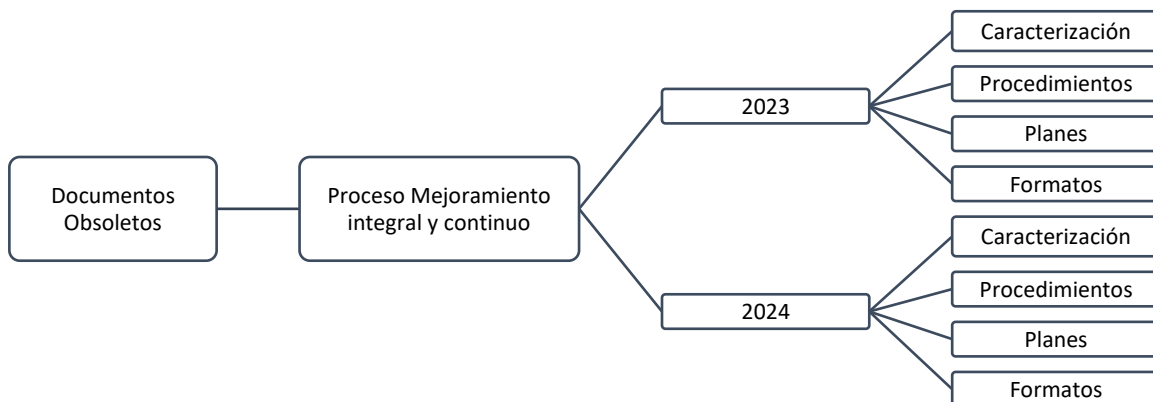 Documentos
Obsoletos
Proceso Mejoramiento
integral y continuo
2023
Caracterización
Procedimientos
Planes
Formatos
2024
Caracterización
Procedimientos
Planes
Formatos